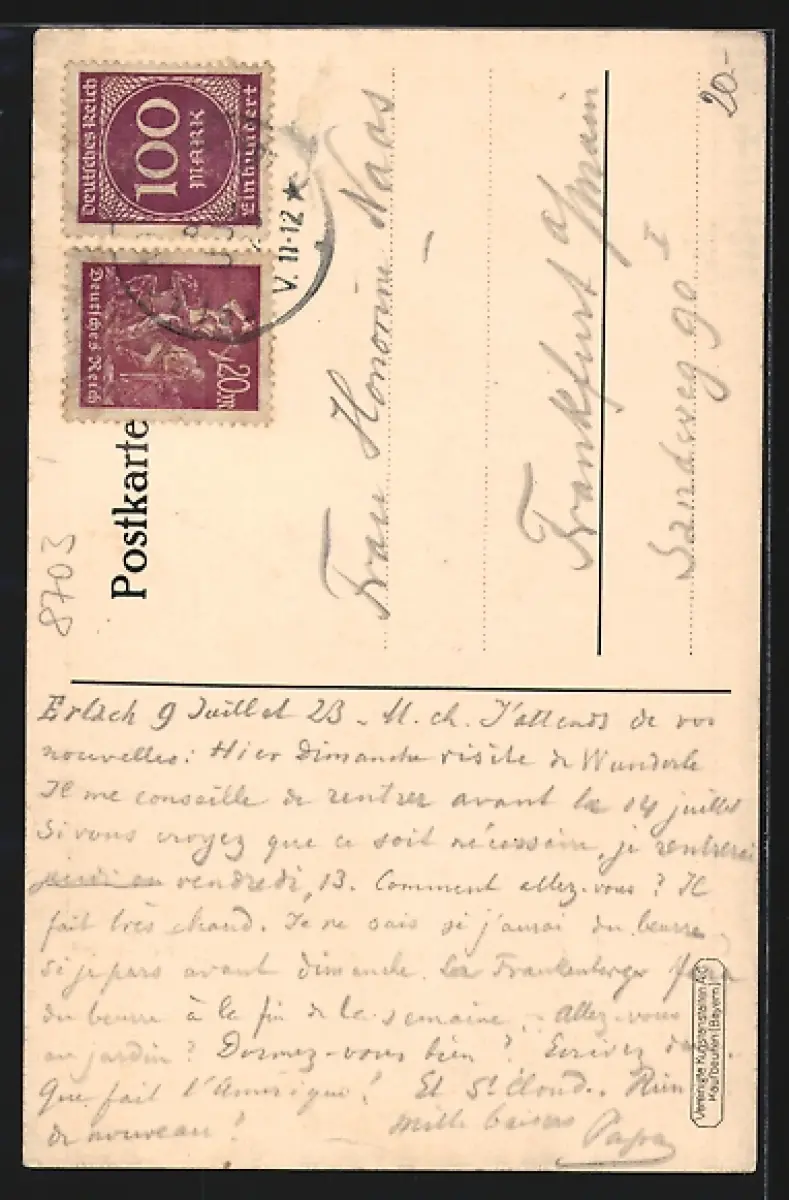 Deutsches Reich
100
MARK
Einhundert
Deutsches Reich
20M
V. 11-12 ★
Postkarte
20.-
8703
Frau Honorine Naas
Frankfurt a/Main
Sandweg 90 I
Erlach 9 Juillet 23 - M. ch. J'attends de vos
nouvelles: Hier Dimanche visite de Wunderle
Il me conseille de rentrer avant le 14 juillet
Si vous croyez que ce soit nécessaire, je rentrerai
jeudi ou vendredi, 13. Comment allez-vous? Il
fait très chaud. Je ne sais si j'aurai du beurre
si je pars avant dimanche. Les Frankenberger
du beurre à la fin de la semaine. - Allez-vous
au jardin? Dormez-vous bien? Ecrivez
Que fait l'Amérique? Et St Cloud. Rien
de nouveau?
Mille baisers
Papa
Vereinigte Kunstanstalten A.G.
Kaufbeuren (Bayern)